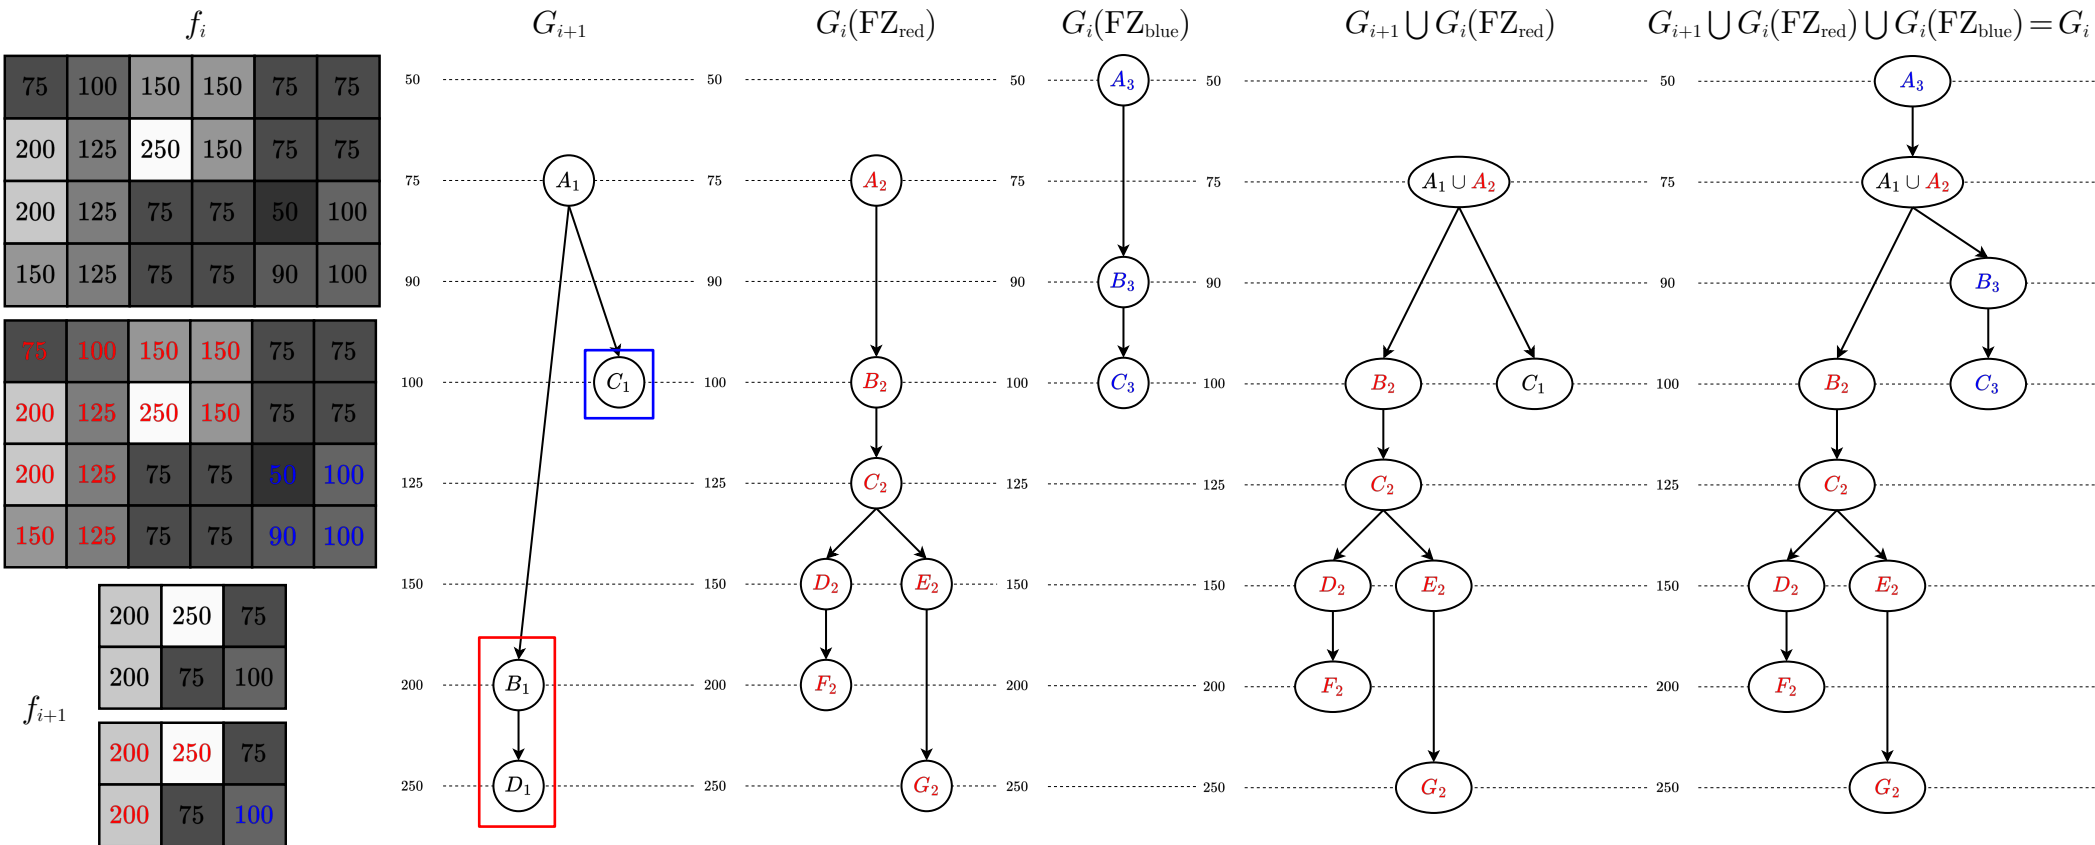 f_i G_{i+1} G_i(FZ_red) G_i(FZ_blue) G_{i+1} ⋃ G_i(FZ_red) G_{i+1} ⋃ G_i(FZ_red) ⋃ G_i(FZ_blue) = G_i
75 100 150 150 75 75
200 125 250 150 75 75
200 125 75 75 50 100
150 125 75 75 90 100
75 100 150 150 75 75
200 125 250 150 75 75
200 125 75 75 50 100
150 125 75 75 90 100
f_{i+1}
200 250 75
200 75 100
200 250 75
200 75 100
50 50 50 A_3 50 50 A_3
75 A_1 75 A_2 75 75 A_1 ∪ A_2 75 A_1 ∪ A_2
90 90 90 B_3 90 90 B_3
100 C_1 100 B_2 100 C_3 100 B_2 C_1 100 B_2 C_3
125 125 C_2 125 125 C_2 125 C_2
150 150 D_2 E_2 150 150 D_2 E_2 150 D_2 E_2
200 B_1 200 F_2 200 200 F_2 200 F_2
250 D_1 250 G_2 250 250 G_2 250 G_2